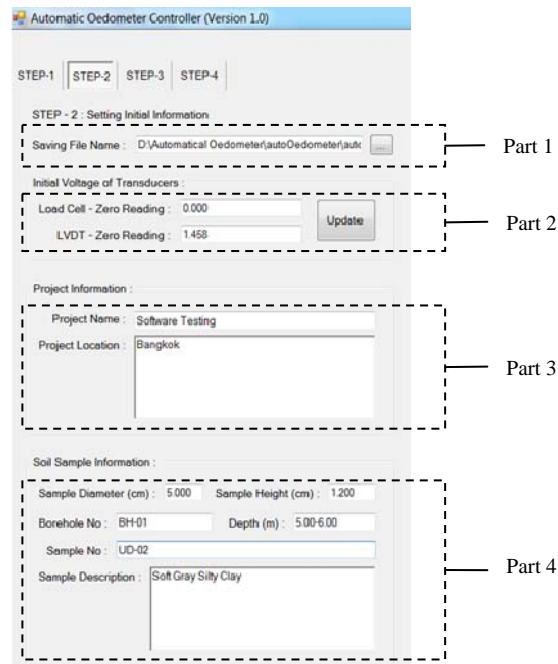 Automatic Oedometer Controller (Version 1.0)
STEP-1 STEP-2 STEP-3 STEP-4
STEP - 2 : Setting Initial Information
Saving File Name : D:\Automatical Oedometer\autoOedometer\autc ...
Part 1
Initial Voltage of Transducers :
Load Cell - Zero Reading : 0.000
Update
LVDT - Zero Reading : 1.458
Part 2
Project Information :
Project Name : Software Testing
Project Location : Bangkok
Part 3
Soil Sample Information :
Sample Diameter (cm) : 5.000 Sample Height (cm) : 1.200
Borehole No : BH-01 Depth (m) : 5.00-6.00
Sample No : UD-02
Sample Description : Soft Gray Silty Clay
Part 4